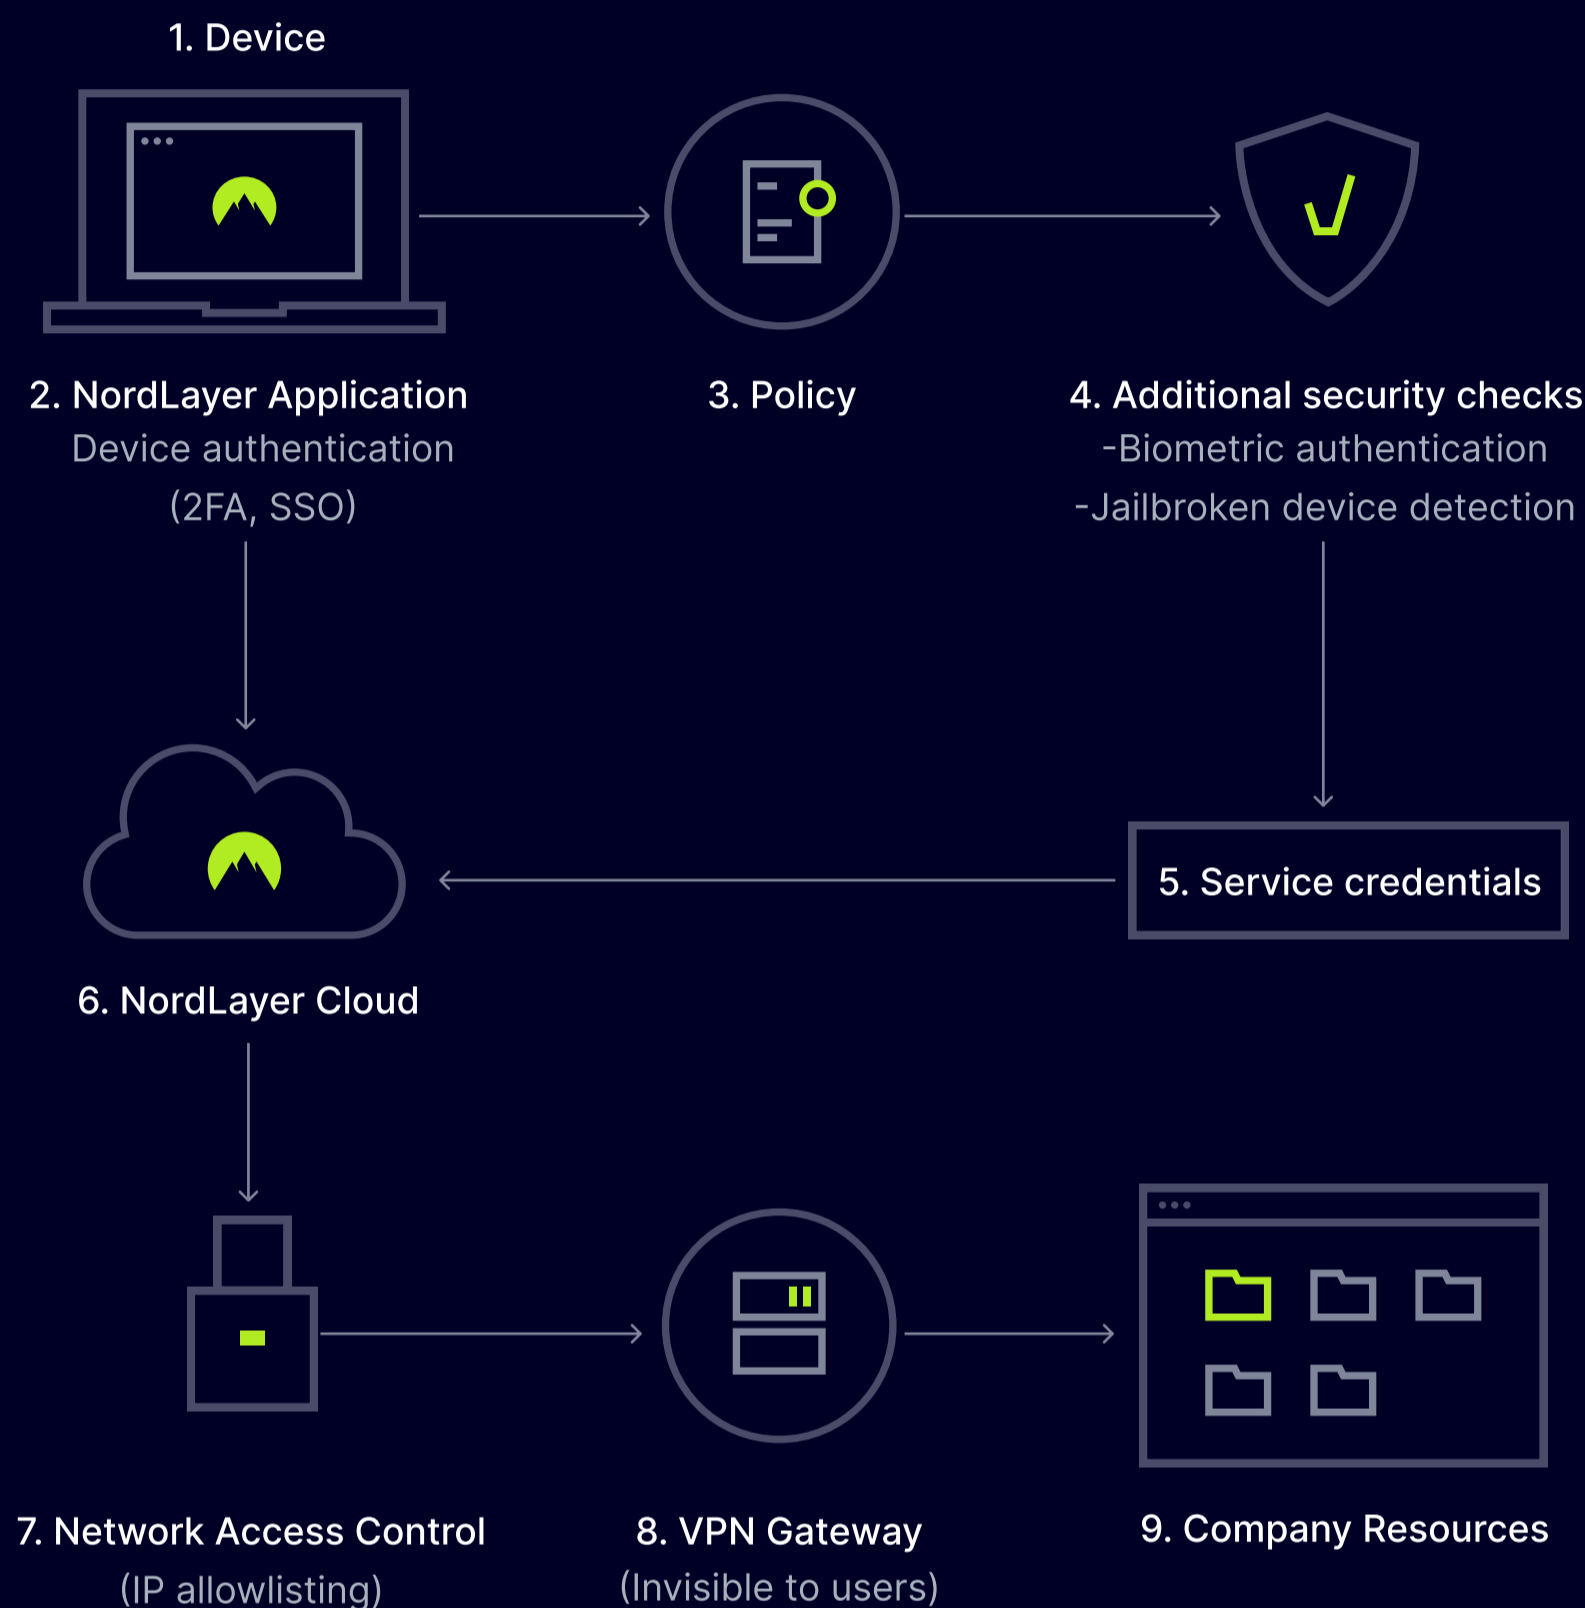 1. Device
2. NordLayer Application
Device authentication
(2FA, SSO)
3. Policy
4. Additional security checks
-Biometric authentication
-Jailbroken device detection
5. Service credentials
6. NordLayer Cloud
7. Network Access Control
(IP allowlisting)
8. VPN Gateway
(Invisible to users)
9. Company Resources